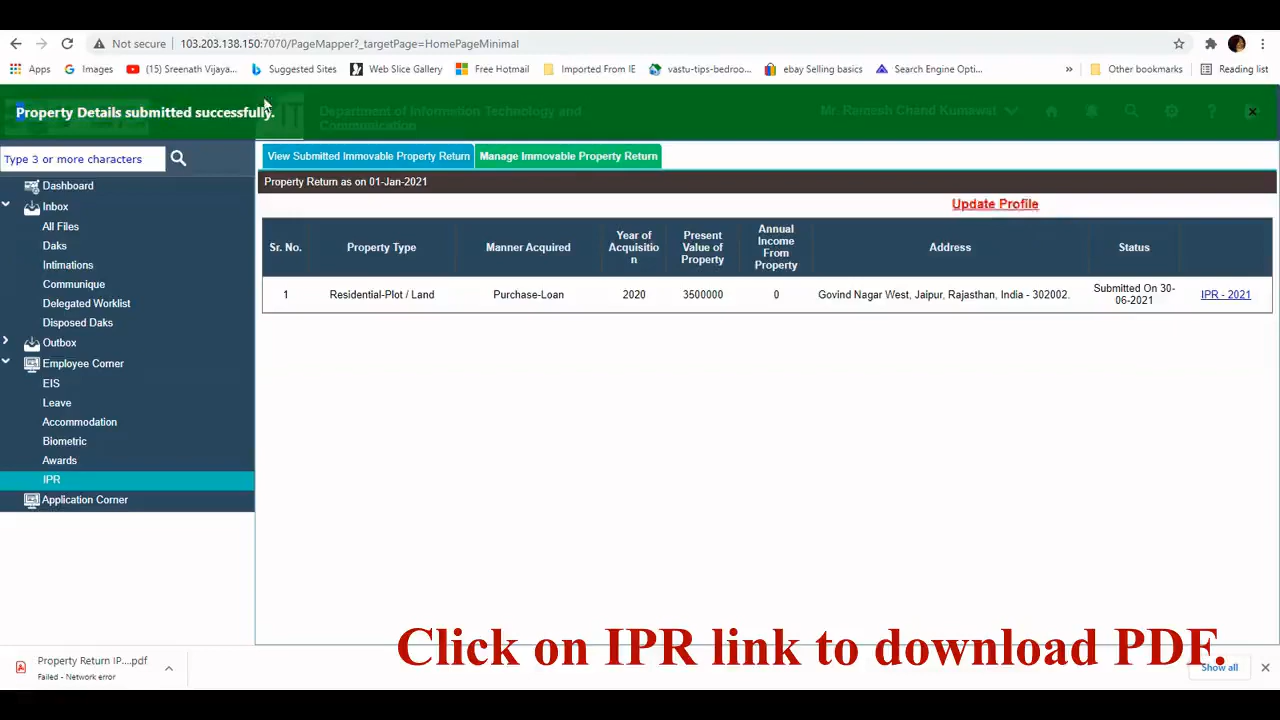 Not secure
103.203.138.150:7070/PageMapper?_targetPage=HomePageMinimal
Apps
Images
(15) Sreenath Vijaya...
Suggested Sites
Web Slice Gallery
Free Hotmail
Imported From IE
vastu-tips-bedroo...
ebay Selling basics
Search Engine Opti...
»
Other bookmarks
Reading list
Property Details submitted successfully.
Department of Information Technology and
Communication
Mr. Ramesh Chand Kumawat
Type 3 or more characters
Dashboard
Inbox
All Files
Daks
Intimations
Communique
Delegated Worklist
Disposed Daks
Outbox
Employee Corner
EIS
Leave
Accommodation
Biometric
Awards
IPR
Application Corner
View Submitted Immovable Property Return
Manage Immovable Property Return
Property Return as on 01-Jan-2021
Update Profile
Sr. No.
Property Type
Manner Acquired
Year of
Acquisitio
n
Present
Value of
Property
Annual
Income
From
Property
Address
Status
1
Residential-Plot / Land
Purchase-Loan
2020
3500000
0
Govind Nagar West, Jaipur, Rajasthan, India - 302002.
Submitted On 30-
06-2021
IPR - 2021
Click on IPR link to download PDF.
Property Return IP....pdf
Failed - Network error
Show all